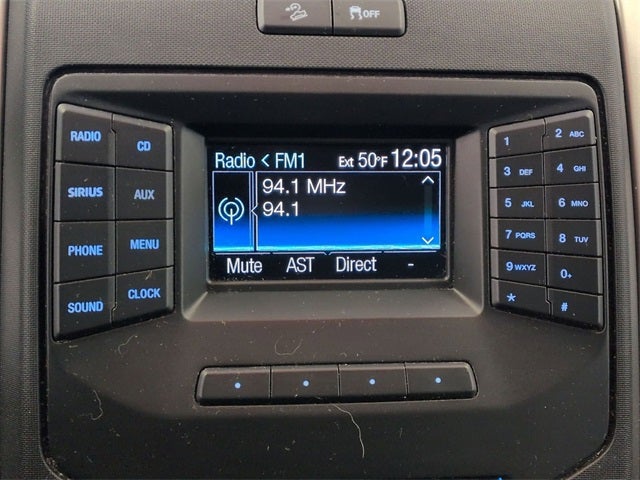 OFF
RADIO
CD
SIRIUS
AUX
PHONE
MENU
SOUND
CLOCK
Radio < FM1 Ext 50°F 12:05
94.1 MHz
94.1
Mute AST Direct -
1
2 ABC
3 DEF
4 GHI
5 JKL
6 MNO
7 PQRS
8 TUV
9 WXYZ
0+
*
#